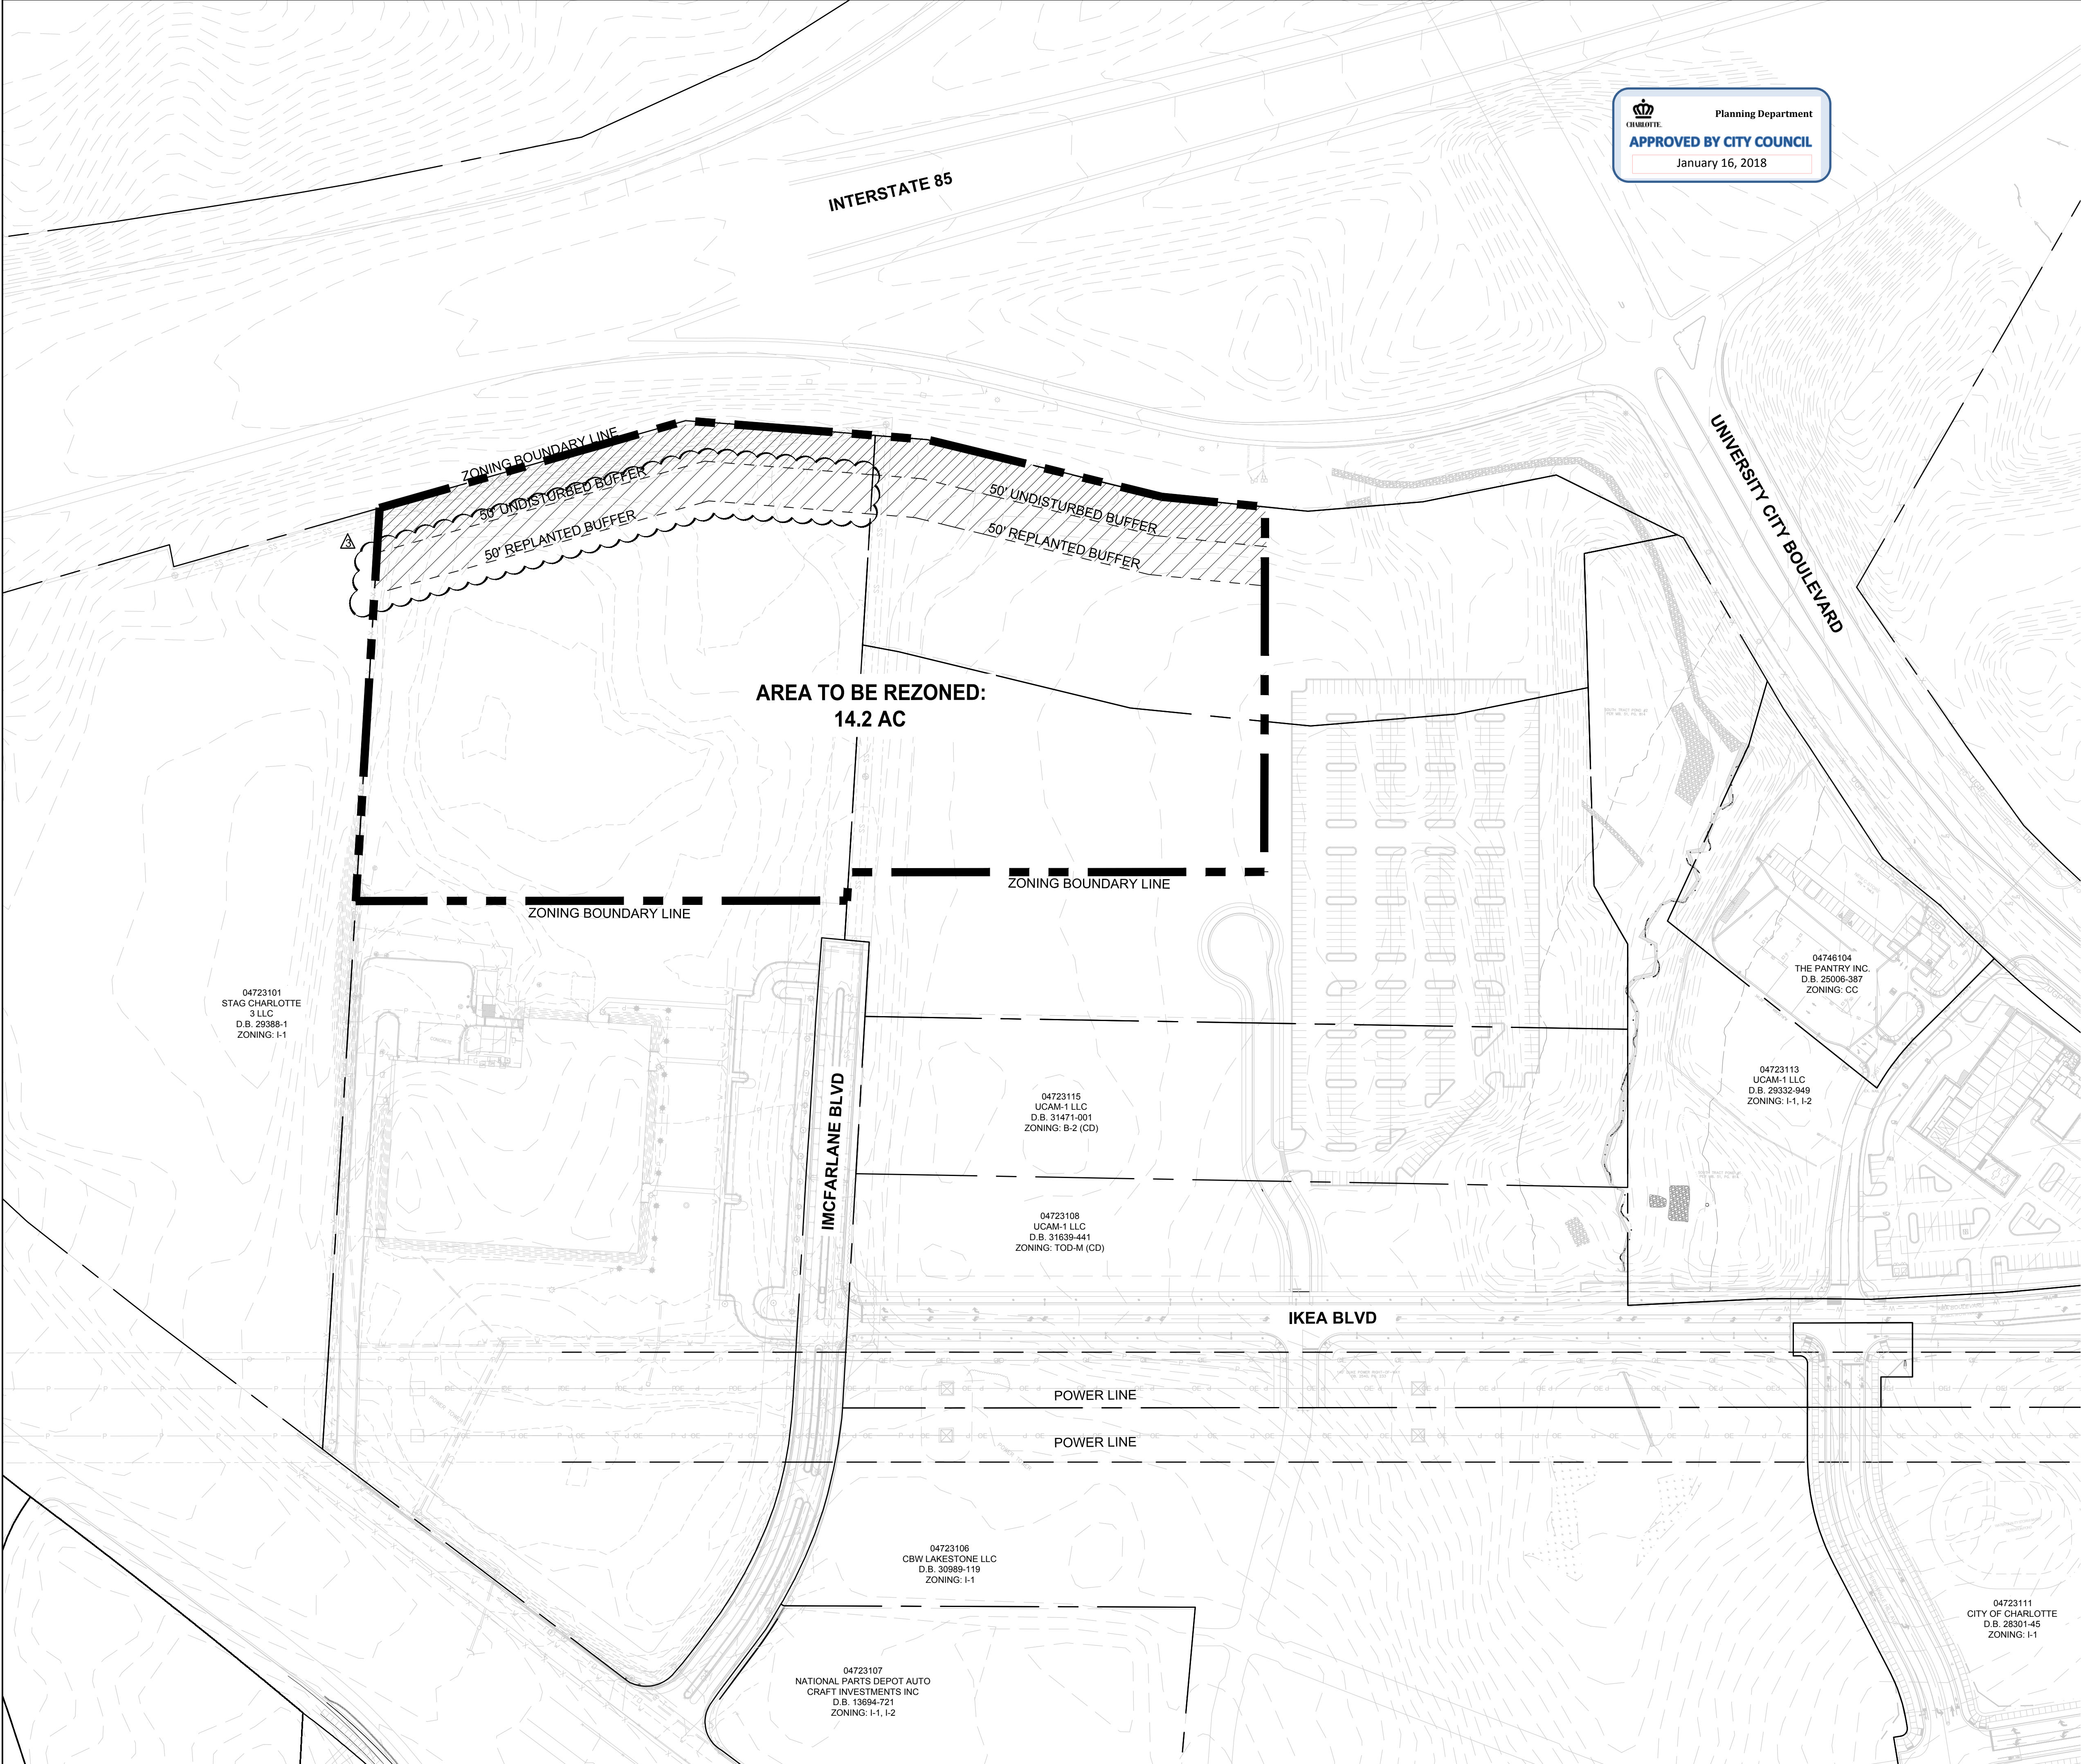 CHARLOTTE.
Planning Department
APPROVED BY CITY COUNCIL
January 16, 2018
INTERSTATE 85
UNIVERSITY CITY BOULEVARD
ZONING BOUNDARY LINE
50' UNDISTURBED BUFFER
50' REPLANTED BUFFER
3
50' UNDISTURBED BUFFER
50' REPLANTED BUFFER
AREA TO BE REZONED:
14.2 AC
ZONING BOUNDARY LINE
ZONING BOUNDARY LINE
04723101
STAG CHARLOTTE
3 LLC
D.B. 29388-1
ZONING: I-1
04746104
THE PANTRY INC.
D.B. 25006-387
ZONING: CC
04723113
UCAM-1 LLC
D.B. 29332-949
ZONING: I-1, I-2
IMCFARLANE BLVD
04723115
UCAM-1 LLC
D.B. 31471-001
ZONING: B-2 (CD)
04723108
UCAM-1 LLC
D.B. 31639-441
ZONING: TOD-M (CD)
IKEA BLVD
POWER LINE
POWER LINE
04723106
CBW LAKESTONE LLC
D.B. 30989-119
ZONING: I-1
04723111
CITY OF CHARLOTTE
D.B. 28301-45
ZONING: I-1
04723107
NATIONAL PARTS DEPOT AUTO
CRAFT INVESTMENTS INC
D.B. 13694-721
ZONING: I-1, I-2